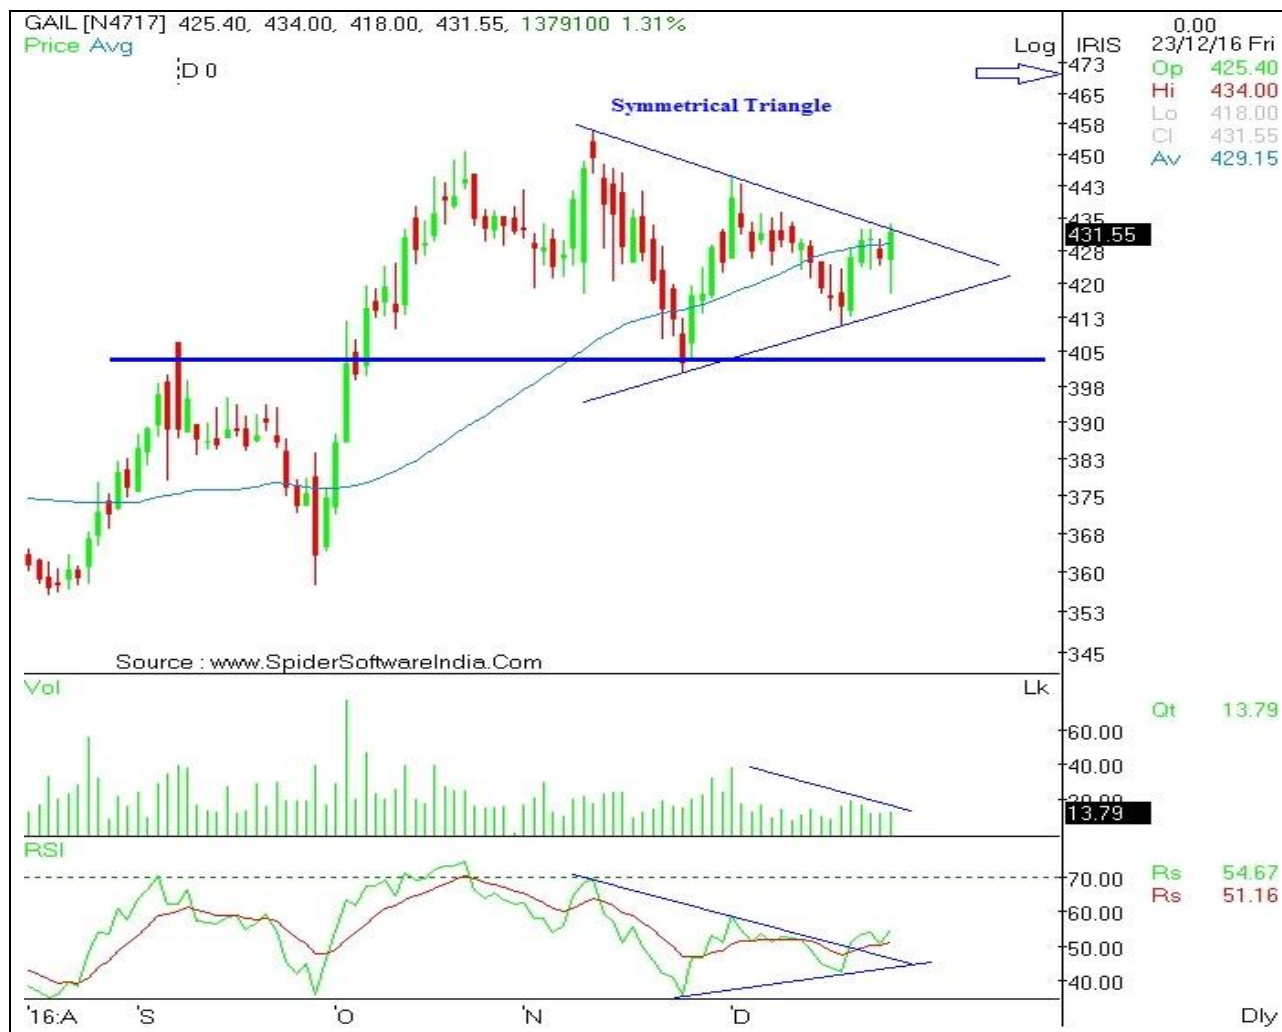 GAIL [N4717] 425.40, 434.00, 418.00, 431.55, 1379100 1.31%
0.00
Price Avg
Log
IRIS
23/12/16 Fri
D 0
Symmetrical Triangle
Op 425.40
Hi 434.00
Lo 418.00
Cl 431.55
Av 429.15
473
465
458
450
443
435
431.55
428
420
413
405
398
390
383
375
368
360
353
345
Source : www.SpiderSoftwareIndia.Com
Vol
Lk
Qt 13.79
60.00
40.00
20.00
13.79
RSI
70.00
60.00
50.00
40.00
Rs 54.67
Rs 51.16
'16:A 'S 'O 'N 'D
Dly